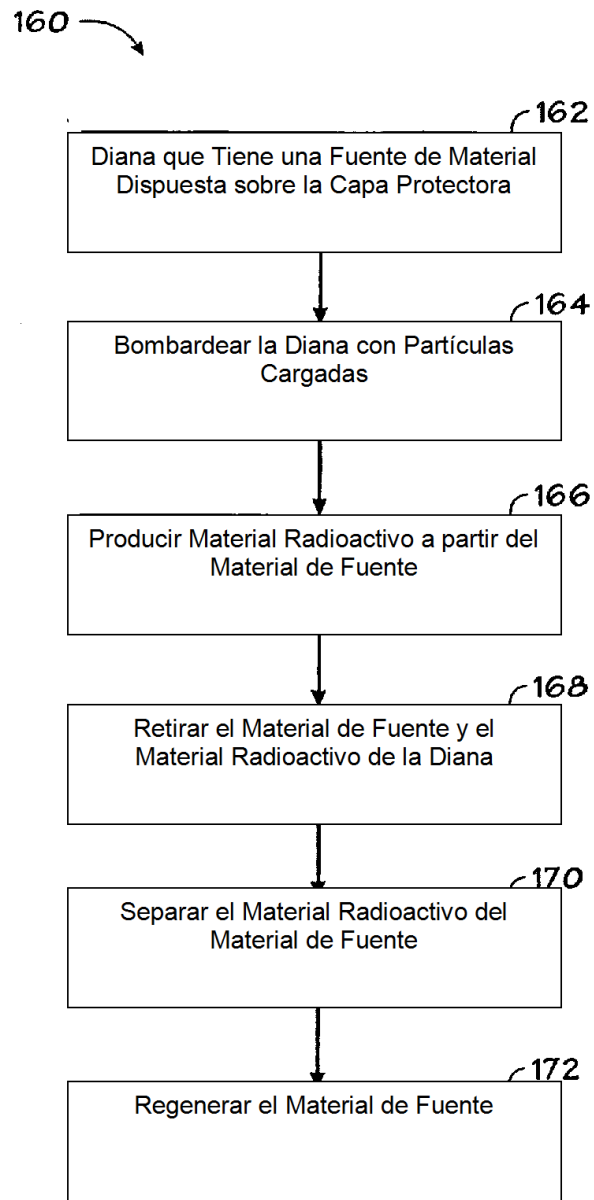 160
162
Diana que Tiene una Fuente de Material
Dispuesta sobre la Capa Protectora
164
Bombardear la Diana con Partículas
Cargadas
166
Producir Material Radioactivo a partir del
Material de Fuente
168
Retirar el Material de Fuente y el
Material Radioactivo de la Diana
170
Separar el Material Radioactivo del
Material de Fuente
172
Regenerar el Material de Fuente